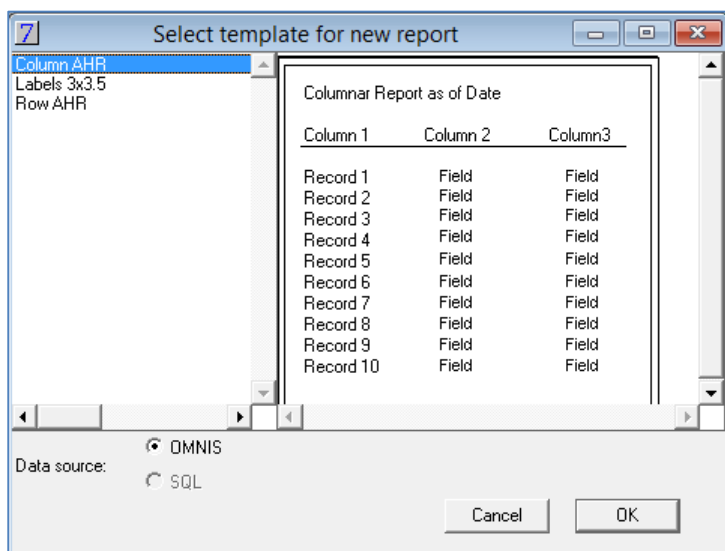 7 Select template for new report
Column AHR
Labels 3x3.5
Row AHR
Columnar Report as of Date
Column 1 Column 2 Column3
Record 1 Field Field
Record 2 Field Field
Record 3 Field Field
Record 4 Field Field
Record 5 Field Field
Record 6 Field Field
Record 7 Field Field
Record 8 Field Field
Record 9 Field Field
Record 10 Field Field
Data source:
OMNIS
SQL
Cancel OK